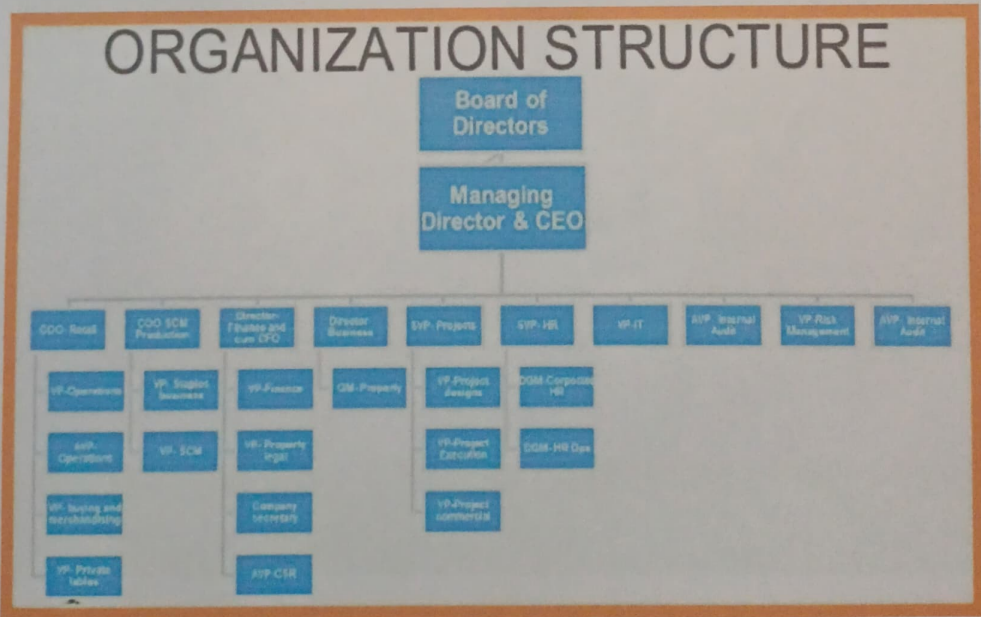 ORGANIZATION STRUCTURE
Board of
Directors
Managing
Director & CEO
COO- Retail
COO SCM
Production
Director-
Finance and
cum CFO
Director
Business
SVP- Projects
SVP- HR
VP-IT
AVP- Internal
Audit
VP-Risk
Management
AVP- Internal
Audit
VP-Operations
VP- Staples
business
VP-Finance
GM- Property
VP-Project
designs
DGM-Corporate
HR
AVP-
Operations
VP- SCM
VP- Property
legal
VP-Project
Execution
DGM- HR Ops
VP- buying and
merchandising
Company
secretary
VP-Project
commercial
VP- Private
lables
AVP-CSR